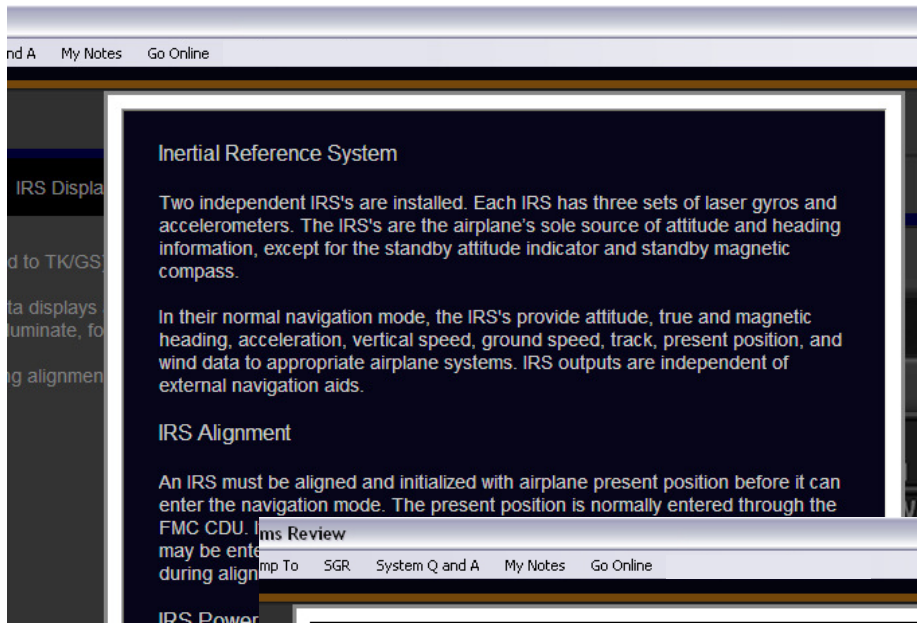 nd A My Notes Go Online
IRS Displa
d to TK/GS)
ta displays
luminate, fo
ng alignmen
Inertial Reference System
Two independent IRS's are installed. Each IRS has three sets of laser gyros and
accelerometers. The IRS's are the airplane's sole source of attitude and heading
information, except for the standby attitude indicator and standby magnetic
compass.
In their normal navigation mode, the IRS's provide attitude, true and magnetic
heading, acceleration, vertical speed, ground speed, track, present position, and
wind data to appropriate airplane systems. IRS outputs are independent of
external navigation aids.
IRS Alignment
An IRS must be aligned and initialized with airplane present position before it can
enter the navigation mode. The present position is normally entered through the
FMC CDU. I
may be ente
during align
IRS Power
ms Review
mp To SGR System Q and A My Notes Go Online